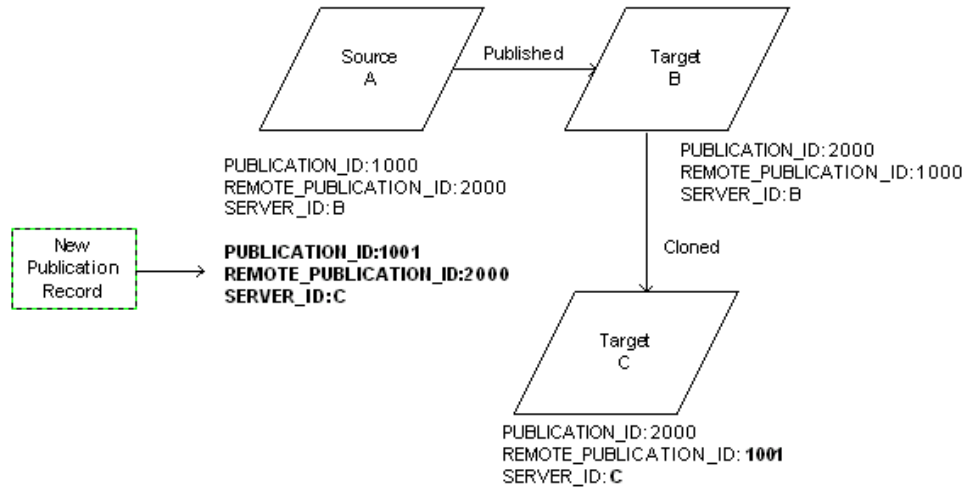 Source
A
Published
Target
B
PUBLICATION_ID:1000
REMOTE_PUBLICATION_ID:2000
SERVER_ID:B
PUBLICATION_ID:2000
REMOTE_PUBLICATION_ID:1000
SERVER_ID:B
New
Publication
Record
PUBLICATION_ID:1001
REMOTE_PUBLICATION_ID:2000
SERVER_ID:C
Cloned
Target
C
PUBLICATION_ID:2000
REMOTE_PUBLICATION_ID: 1001
SERVER_ID: C